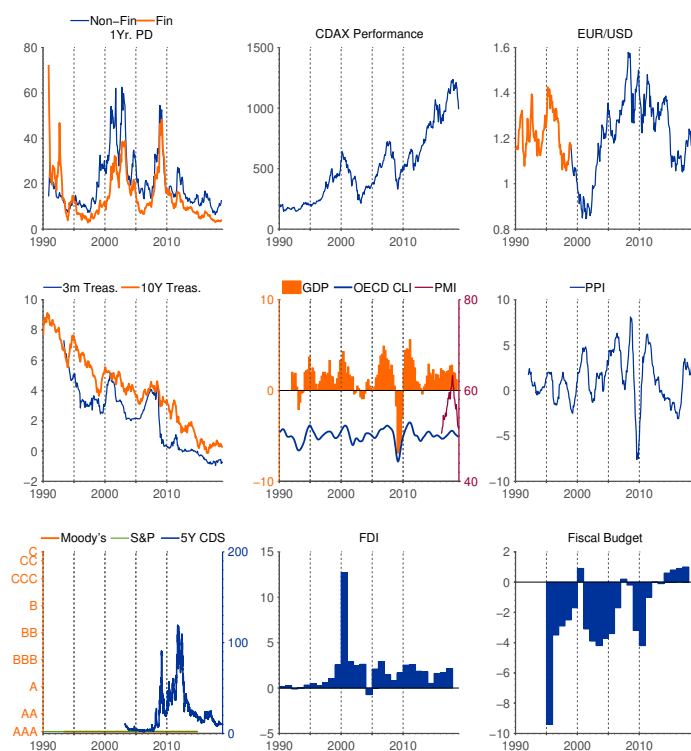 Non-Fin Fin
1Yr. PD
80
60
40
20
0
1990 2000 2010
CDAX Performance
1500
1000
500
0
1990 2000 2010
EUR/USD
1.6
1.4
1.2
1
0.8
1990 2000 2010
3m Treas. 10Y Treas.
10
8
6
4
2
0
−2
1990 2000 2010
GDP OECD CLI PMI
10 80
5
60
0
−5
−10 40
1990 2000 2010
PPI
10
5
0
−5
−10
1990 2000 2010
Moody's S&P 5Y CDS
C 200
CC
CCC
B
BB 100
BBB
A
AA
AAA 0
1990 2000 2010
FDI
15
10
5
0
−5
1990 2000 2010
Fiscal Budget
2
0
−2
−4
−6
−8
−10
1990 2000 2010